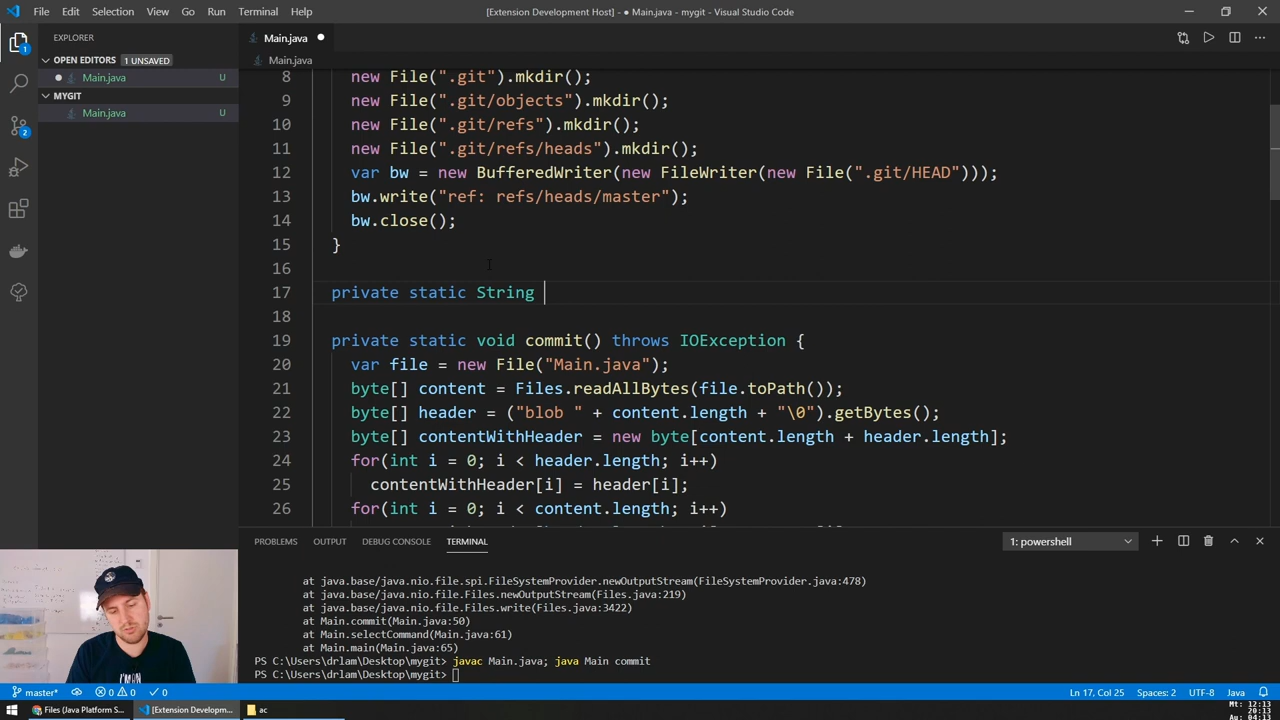 File Edit Selection View Go Run Terminal Help
[Extension Development Host] • Main.java - mygit - Visual Studio Code
EXPLORER
OPEN EDITORS 1 UNSAVED
Main.java U
MYGIT
Main.java U
1
2
Main.java
Main.java
8 new File(".git").mkdir();
9 new File(".git/objects").mkdir();
10 new File(".git/refs").mkdir();
11 new File(".git/refs/heads").mkdir();
12 var bw = new BufferedWriter(new FileWriter(new File(".git/HEAD")));
13 bw.write("ref: refs/heads/master");
14 bw.close();
15 }
16
17 private static String
18
19 private static void commit() throws IOException {
20 var file = new File("Main.java");
21 byte[] content = Files.readAllBytes(file.toPath());
22 byte[] header = ("blob " + content.length + "\0").getBytes();
23 byte[] contentWithHeader = new byte[content.length + header.length];
24 for(int i = 0; i < header.length; i++)
25 contentWithHeader[i] = header[i];
26 for(int i = 0; i < content.length; i++)
PROBLEMS OUTPUT DEBUG CONSOLE TERMINAL 1: powershell
at java.base/java.nio.file.spi.FileSystemProvider.newOutputStream(FileSystemProvider.java:478)
at java.base/java.nio.file.Files.newOutputStream(Files.java:219)
at java.base/java.nio.file.Files.write(Files.java:3422)
at Main.commit(Main.java:50)
at Main.selectCommand(Main.java:61)
at Main.main(Main.java:65)
PS C:\Users\drlam\Desktop\mygit> javac Main.java; java Main commit
PS C:\Users\drlam\Desktop\mygit>
master* 0 0 0 Ln 17, Col 25 Spaces: 2 UTF-8 Java
Files (Java Platform S... [Extension Developm... ac
Mt: 12:13
20:13
Au: 04:13